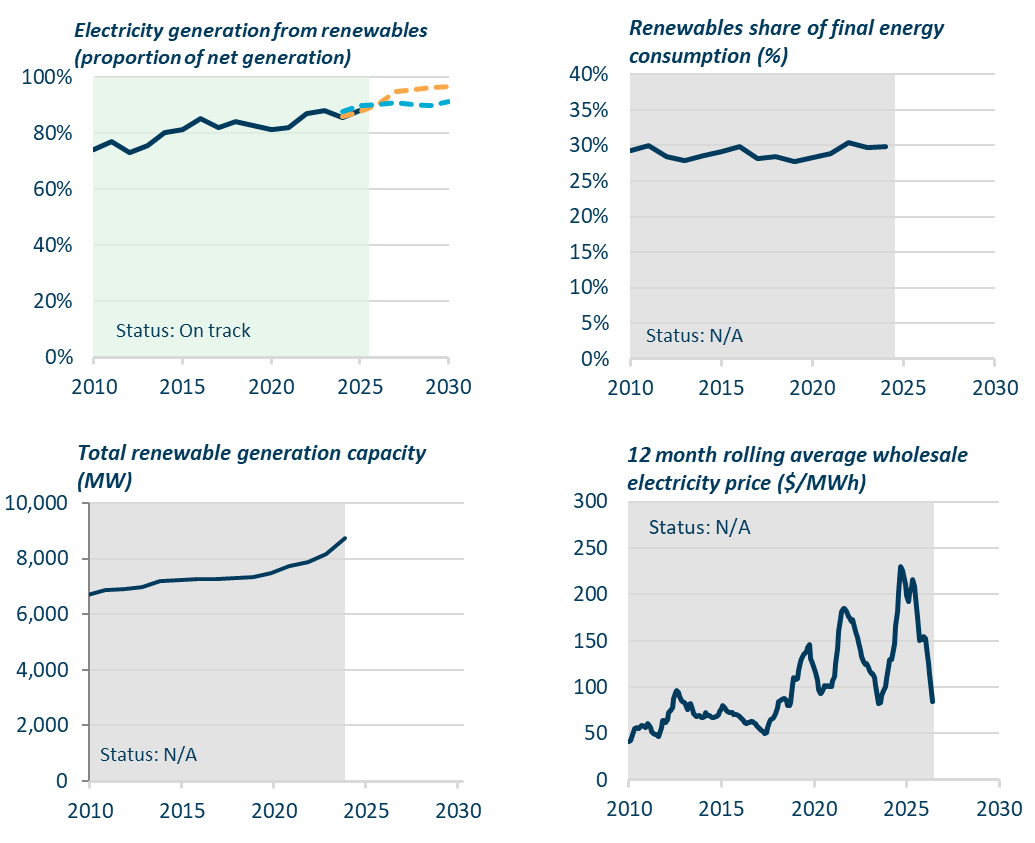 Electricity generation from renewables
(proportion of net generation)
100%
80%
60%
40%
20%
0%
Status: On track
2010 2015 2020 2025 2030
Renewables share of final energy
consumption (%)
40%
35%
30%
25%
20%
15%
10%
5%
0%
Status: N/A
2010 2015 2020 2025 2030
Total renewable generation capacity
(MW)
10,000
8,000
6,000
4,000
2,000
0
Status: N/A
2010 2015 2020 2025 2030
12 month rolling average wholesale
electricity price ($/MWh)
300
250
200
150
100
50
0
Status: N/A
2010 2015 2020 2025 2030